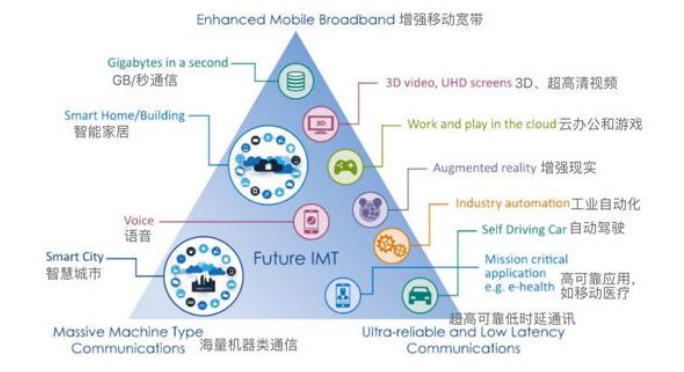 Enhanced Mobile Broadband 增强移动宽带
Gigabytes in a second
GB/秒通信
3D video, UHD screens 3D、超高清视频
3D
Smart Home/Building
智能家居
Work and play in the cloud 云办公和游戏
Augmented reality 增强现实
Industry automation 工业自动化
Voice
语音
Self Driving Car 自动驾驶
Future IMT
Smart City
智慧城市
Mission critical
application
e.g. e-health
高可靠应用，
如移动医疗
超高可靠低时延通讯
Massive Machine Type
Communications 海量机器类通信
Ultra-reliable and Low Latency
Communications